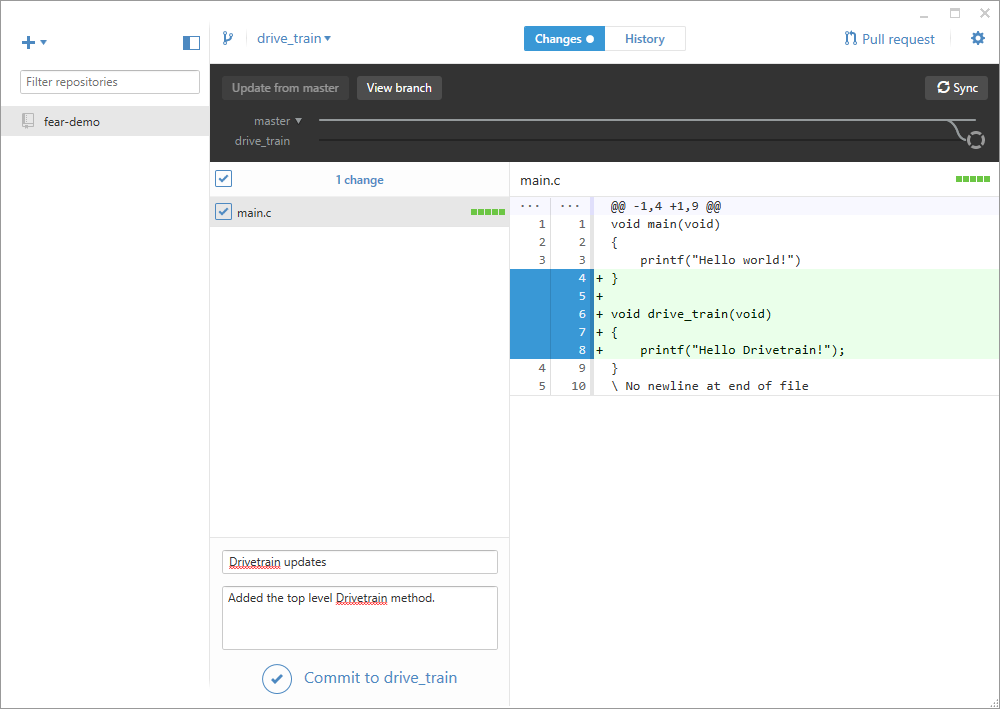 drive_train
Changes
History
Pull request
Filter repositories
fear-demo
Update from master
View branch
Sync
master
drive_train
1 change
main.c
main.c
... ... @@ -1,4 +1,9 @@
1 1 void main(void)
2 2 {
3 3 printf("Hello world!")
4 + }
5 +
6 + void drive_train(void)
7 + {
8 + printf("Hello Drivetrain!");
4 9 }
5 10 \ No newline at end of file
Drivetrain updates
Added the top level Drivetrain method.
Commit to drive_train